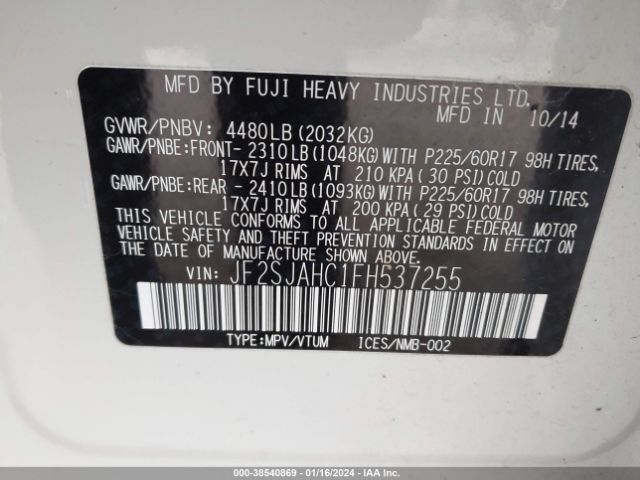 MFD BY FUJI HEAVY INDUSTRIES LTD.
MFD IN 10/14
GVWR/PNBV: 4480LB(2032KG)
GAWR/PNBE:FRONT- 2310LB(1048KG)WITH P225/60R17 98H TIRES,
17X7J RIMS AT 210 KPA(30 PSI)COLD
GAWR/PNBE:REAR - 2410LB(1093KG)WITH P225/60R17 98H TIRES,
17X7J RIMS AT 200 KPA(29 PSI)COLD
THIS VEHICLE CONFORMS TO ALL APPLICABLE FEDERAL MOTOR
VEHICLE SAFETY AND THEFT PREVENTION STANDARDS IN EFFECT ON
THE DATE OF MANUFACTURE SHOWN ABOVE.
VIN: JF2SJAHC1FH537255
TYPE:MPV/VTUM ICES/NMB-002
000-38540869 - 01/16/2024 - IAAI.COM